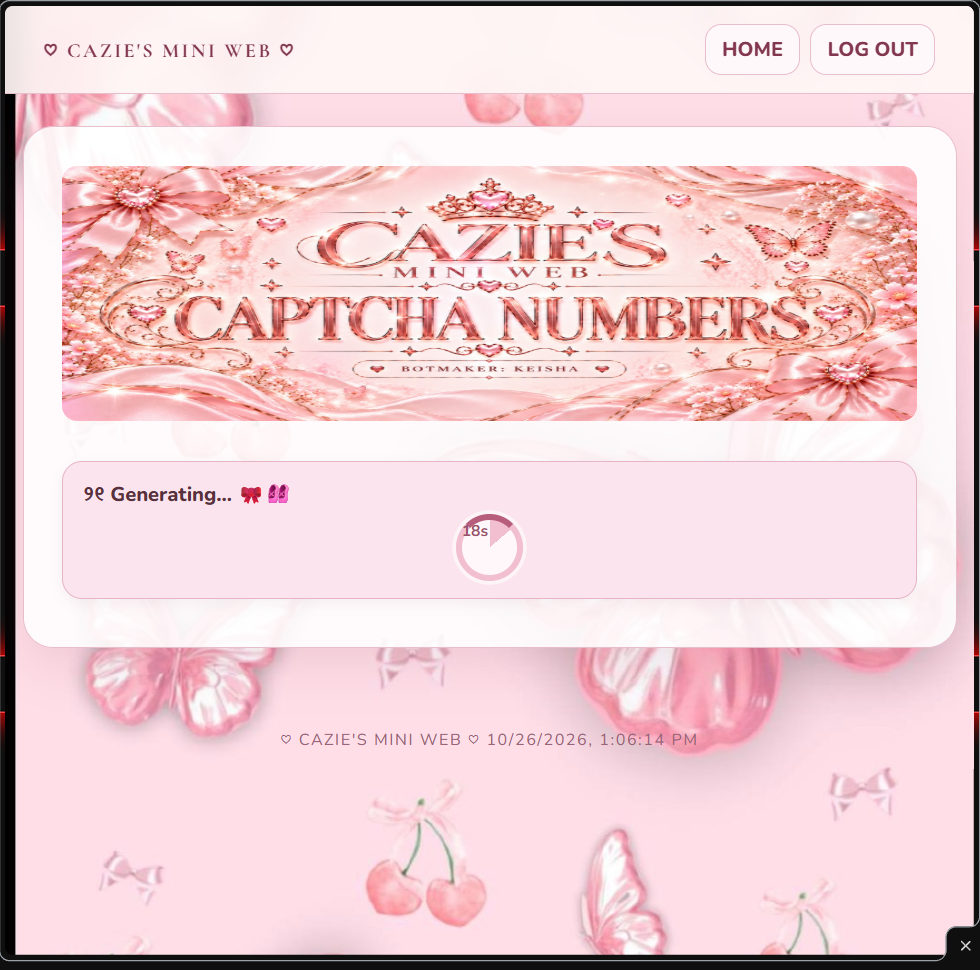 ♡ CAZIE'S MINI WEB ♡
HOME
LOG OUT
CAZIE'S
MINI WEB
CAPTCHA NUMBERS
BOTMAKER: KEISHA
୨୧ Generating... 🎀🩰
18s
♡ CAZIE'S MINI WEB ♡ 10/26/2026, 1:06:14 PM